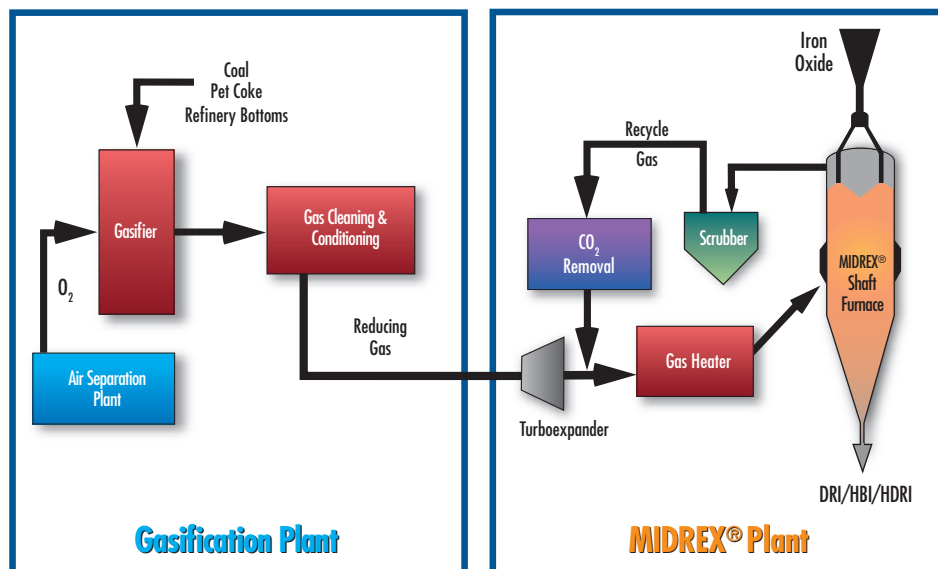 Coal
Pet Coke
Refinery Bottoms
Gasifier
O₂
Air Separation
Plant
Gas Cleaning &
Conditioning
Reducing
Gas
Gasification Plant
Iron
Oxide
Recycle
Gas
CO₂
Removal
Scrubber
MIDREX®
Shaft
Furnace
Gas Heater
Turboexpander
DRI/HBI/HDRI
MIDREX® Plant